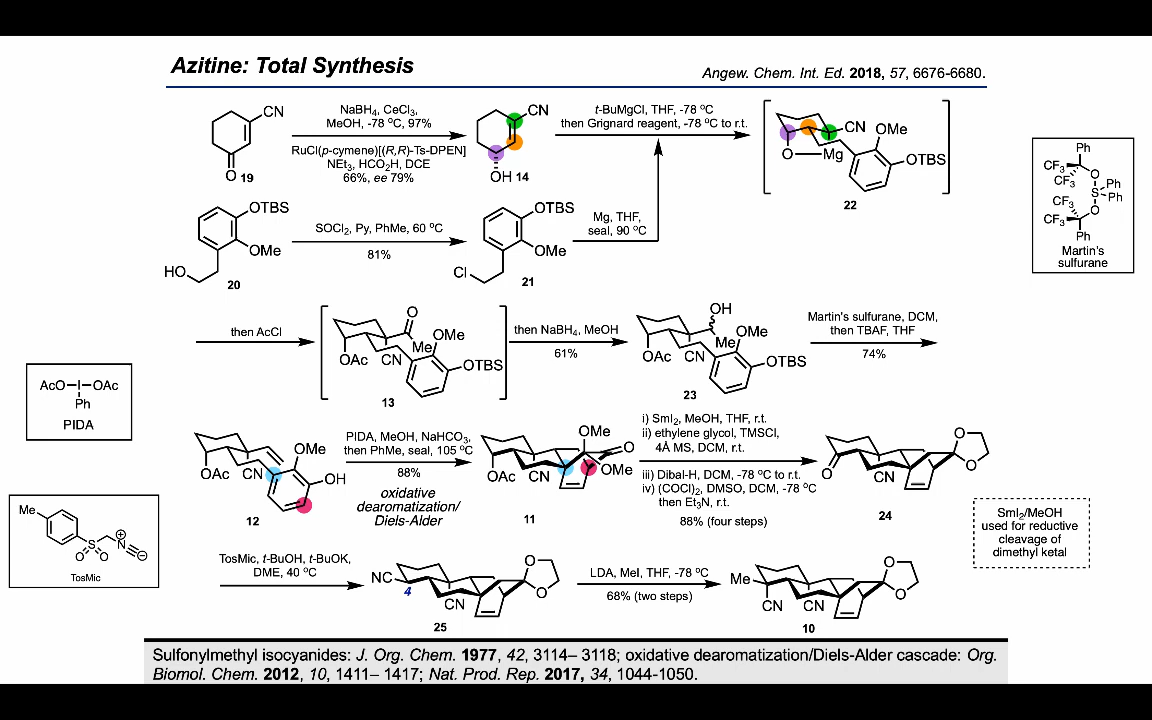 Azitine: Total Synthesis
Angew. Chem. Int. Ed. 2018, 57, 6676-6680.
CN
O
19
NaBH₄, CeCl₃,
MeOH, -78 ºC, 97%
RuCl(p-cymene)[(R,R)-Ts-DPEN]
NEt₃, HCO₂H, DCE
66%, ee 79%
CN
OH
14
t-BuMgCl, THF, -78 ºC
then Grignard reagent, -78 ºC to r.t.
CN
OMe
O
Mg
OTBS
22
Ph
CF₃
CF₃
O
S
Ph
Ph
CF₃
CF₃
O
Ph
Martin's
sulfurane
OTBS
OMe
HO
20
SOCl₂, Py, PhMe, 60 ºC
81%
OTBS
OMe
Cl
21
Mg, THF,
seal, 90 ºC
then AcCl
O
Me
OMe
OAc
CN
OTBS
13
then NaBH₄, MeOH
61%
OH
Me
OMe
OAc
CN
OTBS
23
Martin's sulfurane, DCM,
then TBAF, THF
74%
AcO
I
OAc
Ph
PIDA
OMe
OAc
CN
OH
12
PIDA, MeOH, NaHCO₃,
then PhMe, seal, 105 ºC
88%
oxidative
dearomatization/
Diels-Alder
OMe
O
OMe
OAc
CN
11
i) SmI₂, MeOH, THF, r.t.
ii) ethylene glycol, TMSCl,
4Å MS, DCM, r.t.
iii) Dibal-H, DCM, -78 ºC to r.t.
iv) (COCl)₂, DMSO, DCM, -78 ºC
then Et₃N, r.t.
88% (four steps)
O
O
O
CN
24
SmI₂/MeOH
used for reductive
cleavage of
dimethyl ketal
Me
S
O
O
N
⊕
⊖
TosMic
TosMic, t-BuOH, t-BuOK,
DME, 40 ºC
NC
4
CN
O
O
25
LDA, MeI, THF, -78 ºC
68% (two steps)
Me
CN
CN
O
O
10
Sulfonylmethyl isocyanides: J. Org. Chem. 1977, 42, 3114– 3118; oxidative dearomatization/Diels-Alder cascade: Org.
Biomol. Chem. 2012, 10, 1411– 1417; Nat. Prod. Rep. 2017, 34, 1044-1050.